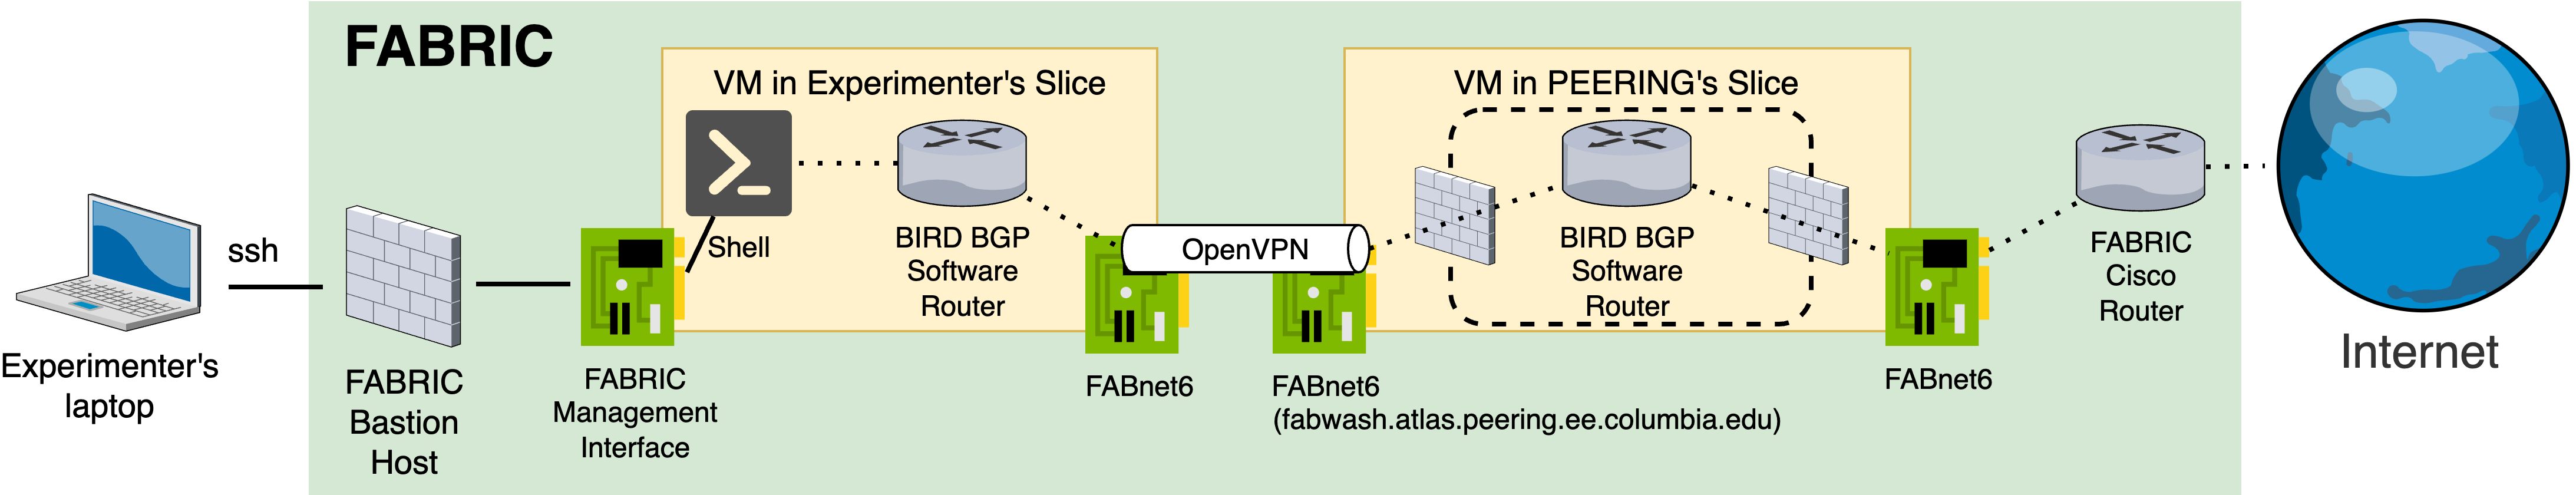 FABRIC
VM in Experimenter's Slice
VM in PEERING's Slice
ssh
Shell
BIRD BGP
Software
Router
OpenVPN
BIRD BGP
Software
Router
FABRIC
Cisco
Router
Internet
Experimenter's
laptop
FABRIC
Bastion
Host
FABRIC
Management
Interface
FABnet6
FABnet6
(fabwash.atlas.peering.ee.columbia.edu)
FABnet6